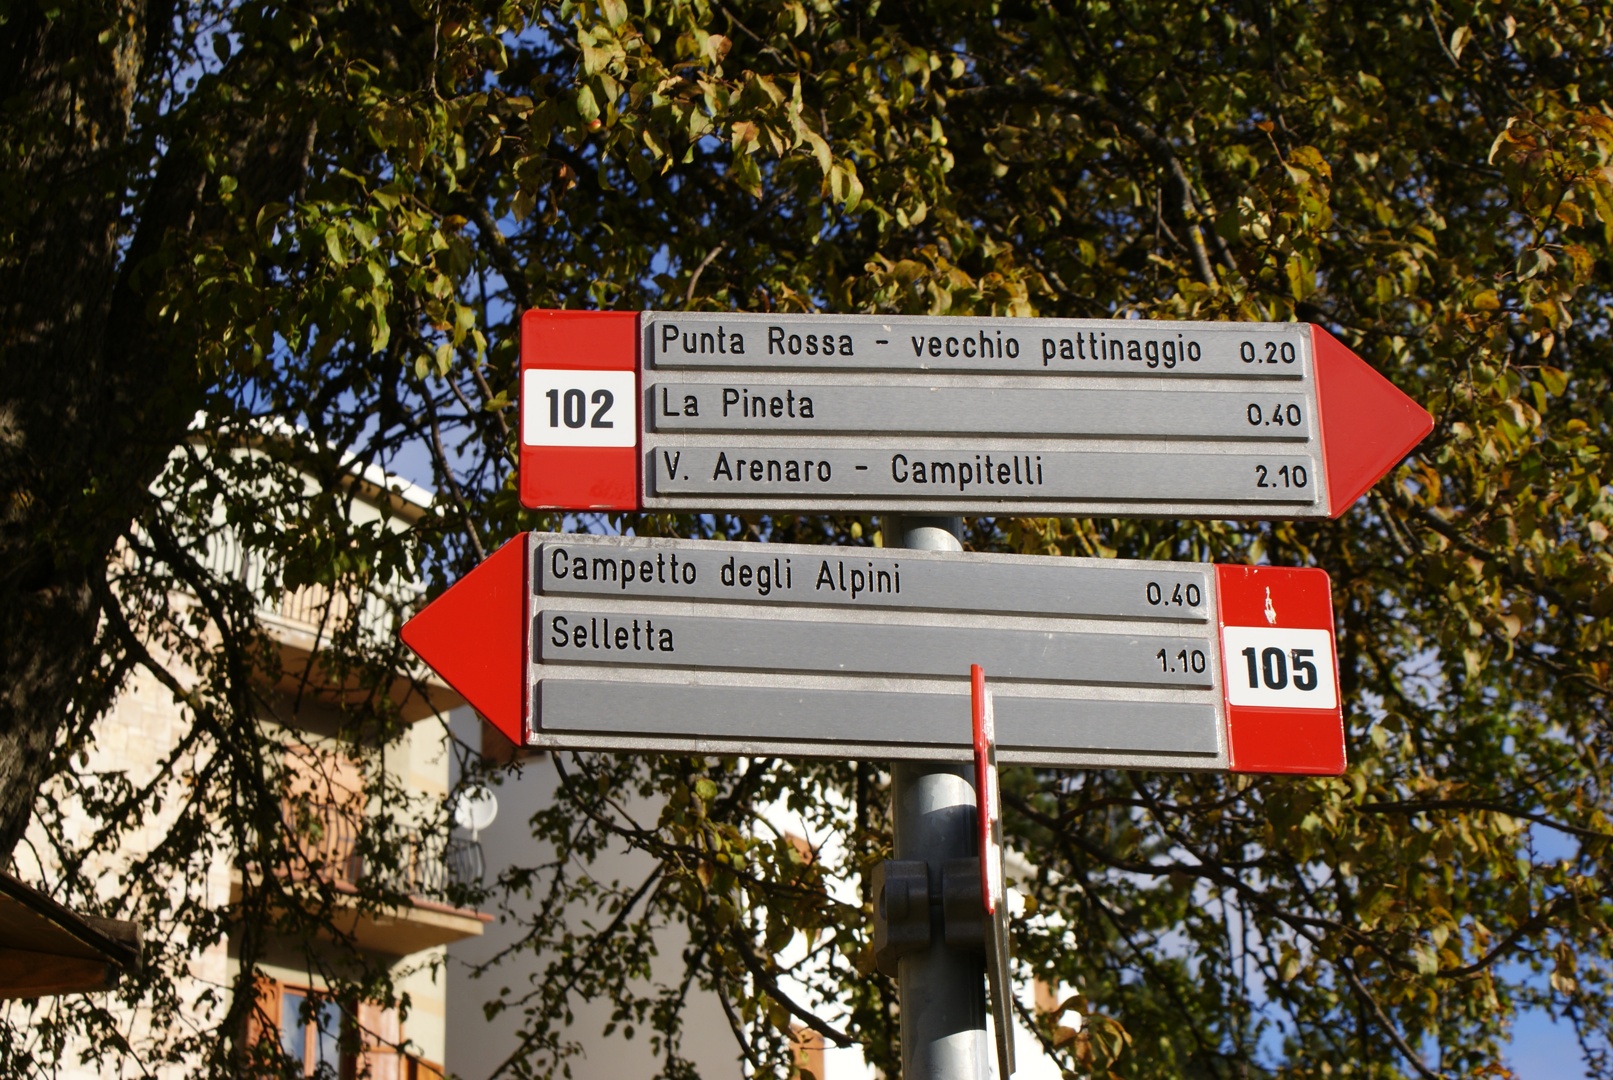 Punta Rossa - vecchio pattinaggio 0.20
102 La Pineta 0.40
V. Arenaro - Campitelli 2.10
Campetto degli Alpini 0.40
Selletta 1.10 105